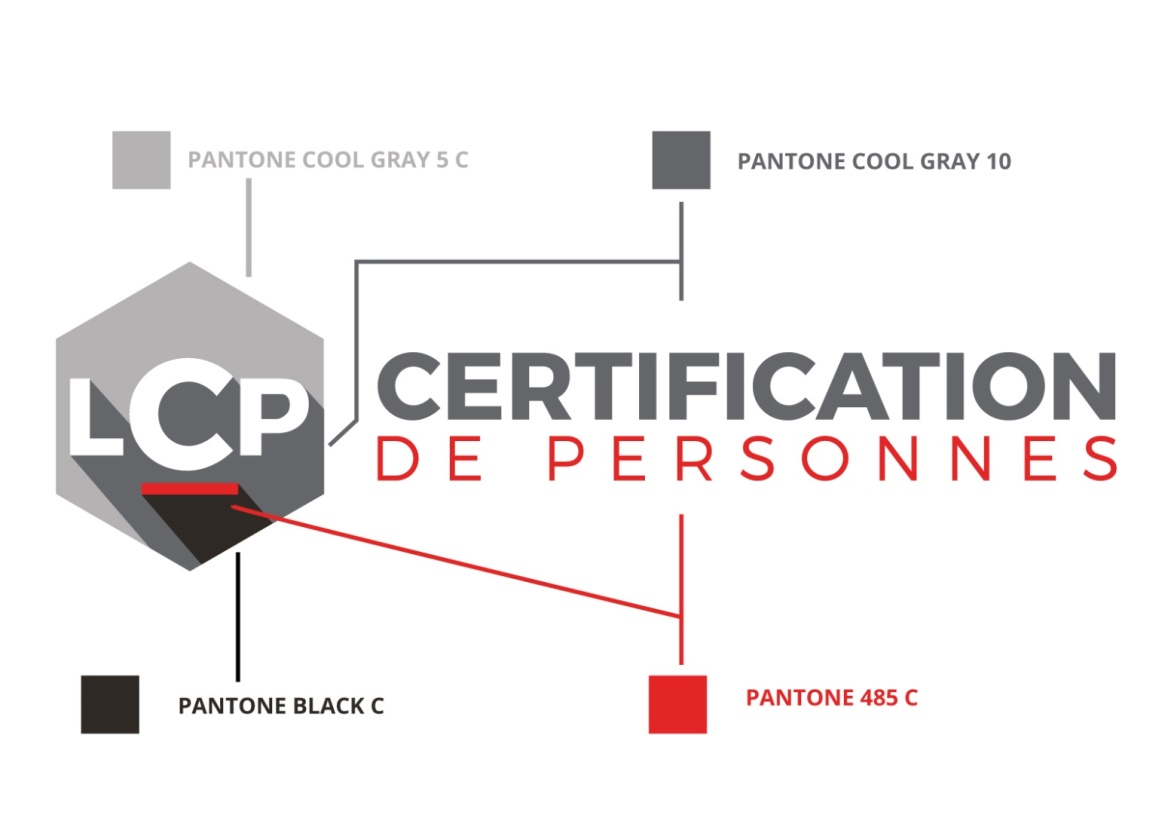 PANTONE COOL GRAY 5 C
PANTONE COOL GRAY 10
LCP
CERTIFICATION
DE PERSONNES
PANTONE BLACK C
PANTONE 485 C